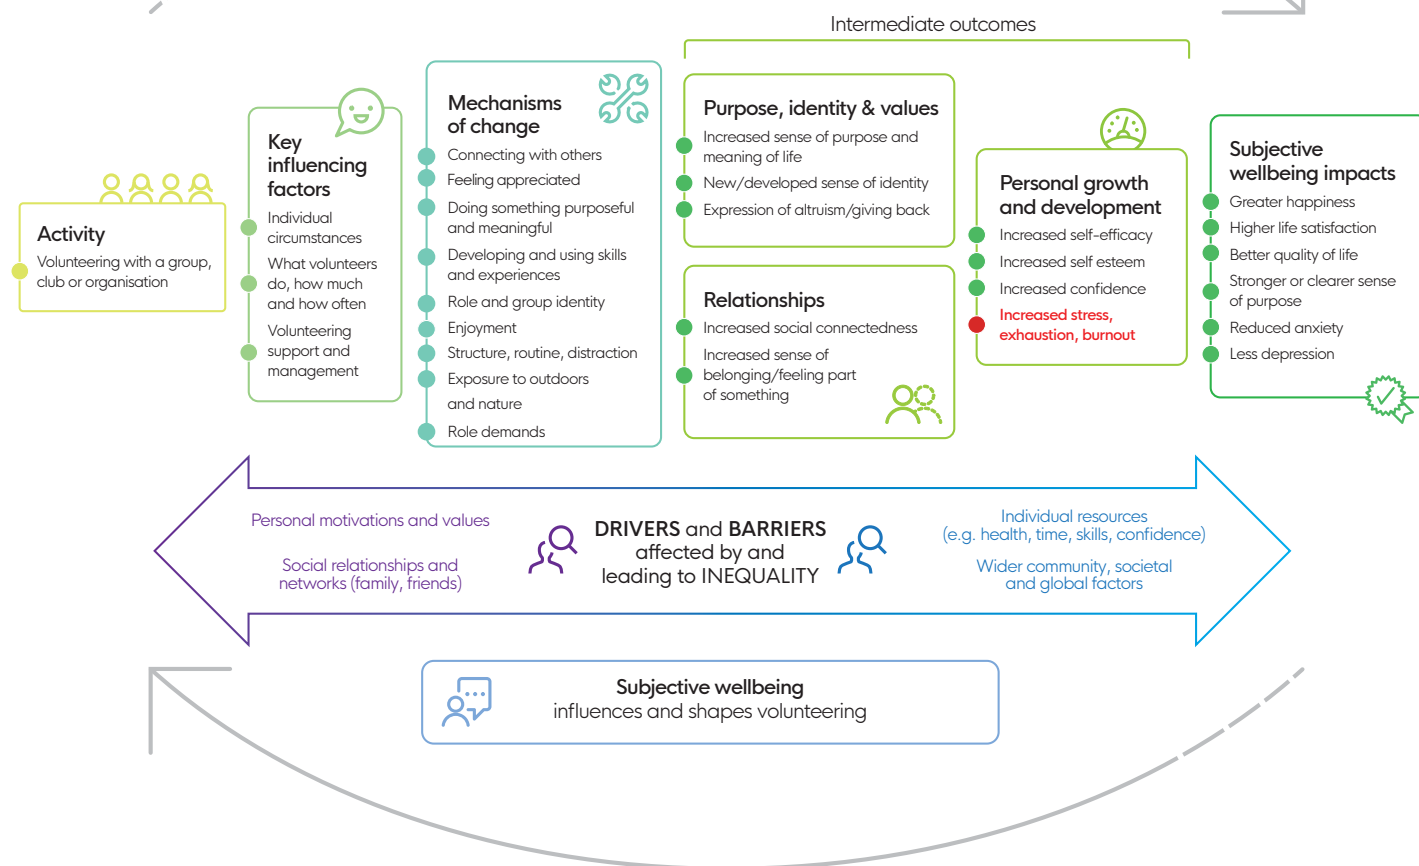 Intermediate outcomes
Activity
Volunteering with a group,
club or organisation
Key
influencing
factors
Individual
circumstances
What volunteers
do, how much
and how often
Volunteering
support and
management
Mechanisms
of change
Connecting with others
Feeling appreciated
Doing something purposeful
and meaningful
Developing and using skills
and experiences
Role and group identity
Enjoyment
Structure, routine, distraction
Exposure to outdoors
and nature
Role demands
Purpose, identity & values
Increased sense of purpose and
meaning of life
New/developed sense of identity
Expression of altruism/giving back
Relationships
Increased social connectedness
Increased sense of
belonging/feeling part
of something
Personal growth
and development
Increased self-efficacy
Increased self esteem
Increased confidence
Increased stress,
exhaustion, burnout
Subjective
wellbeing impacts
Greater happiness
Higher life satisfaction
Better quality of life
Stronger or clearer sense
of purpose
Reduced anxiety
Less depression
Personal motivations and values
Social relationships and
networks (family, friends)
DRIVERS and BARRIERS
affected by and
leading to INEQUALITY
Individual resources
(e.g. health, time, skills, confidence)
Wider community, societal
and global factors
Subjective wellbeing
influences and shapes volunteering